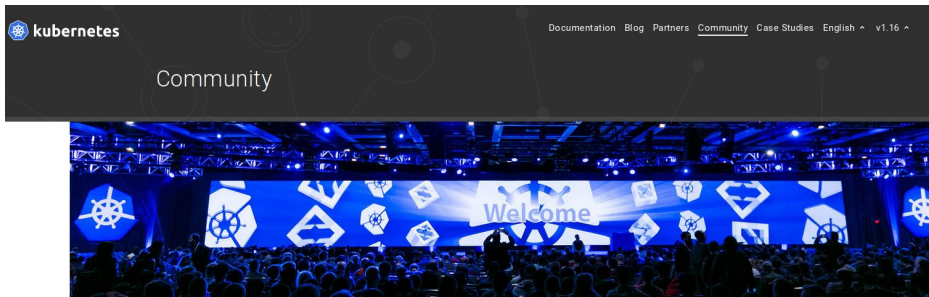 kubernetes
Documentation Blog Partners Community Case Studies English v1.16
Community
Welcome